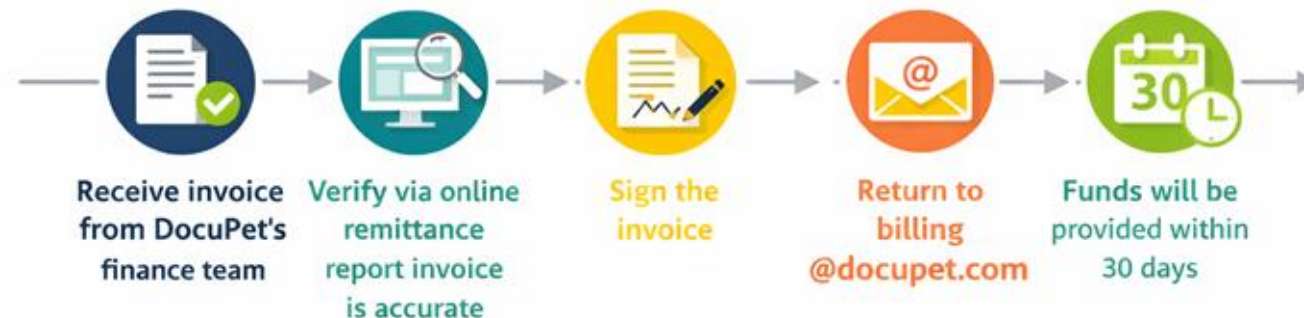 @
30
Receive invoice
from DocuPet's
finance team
Verify via online
remittance
report invoice
is accurate
Sign the
invoice
Return to
billing
@docupet.com
Funds will be
provided within
30 days